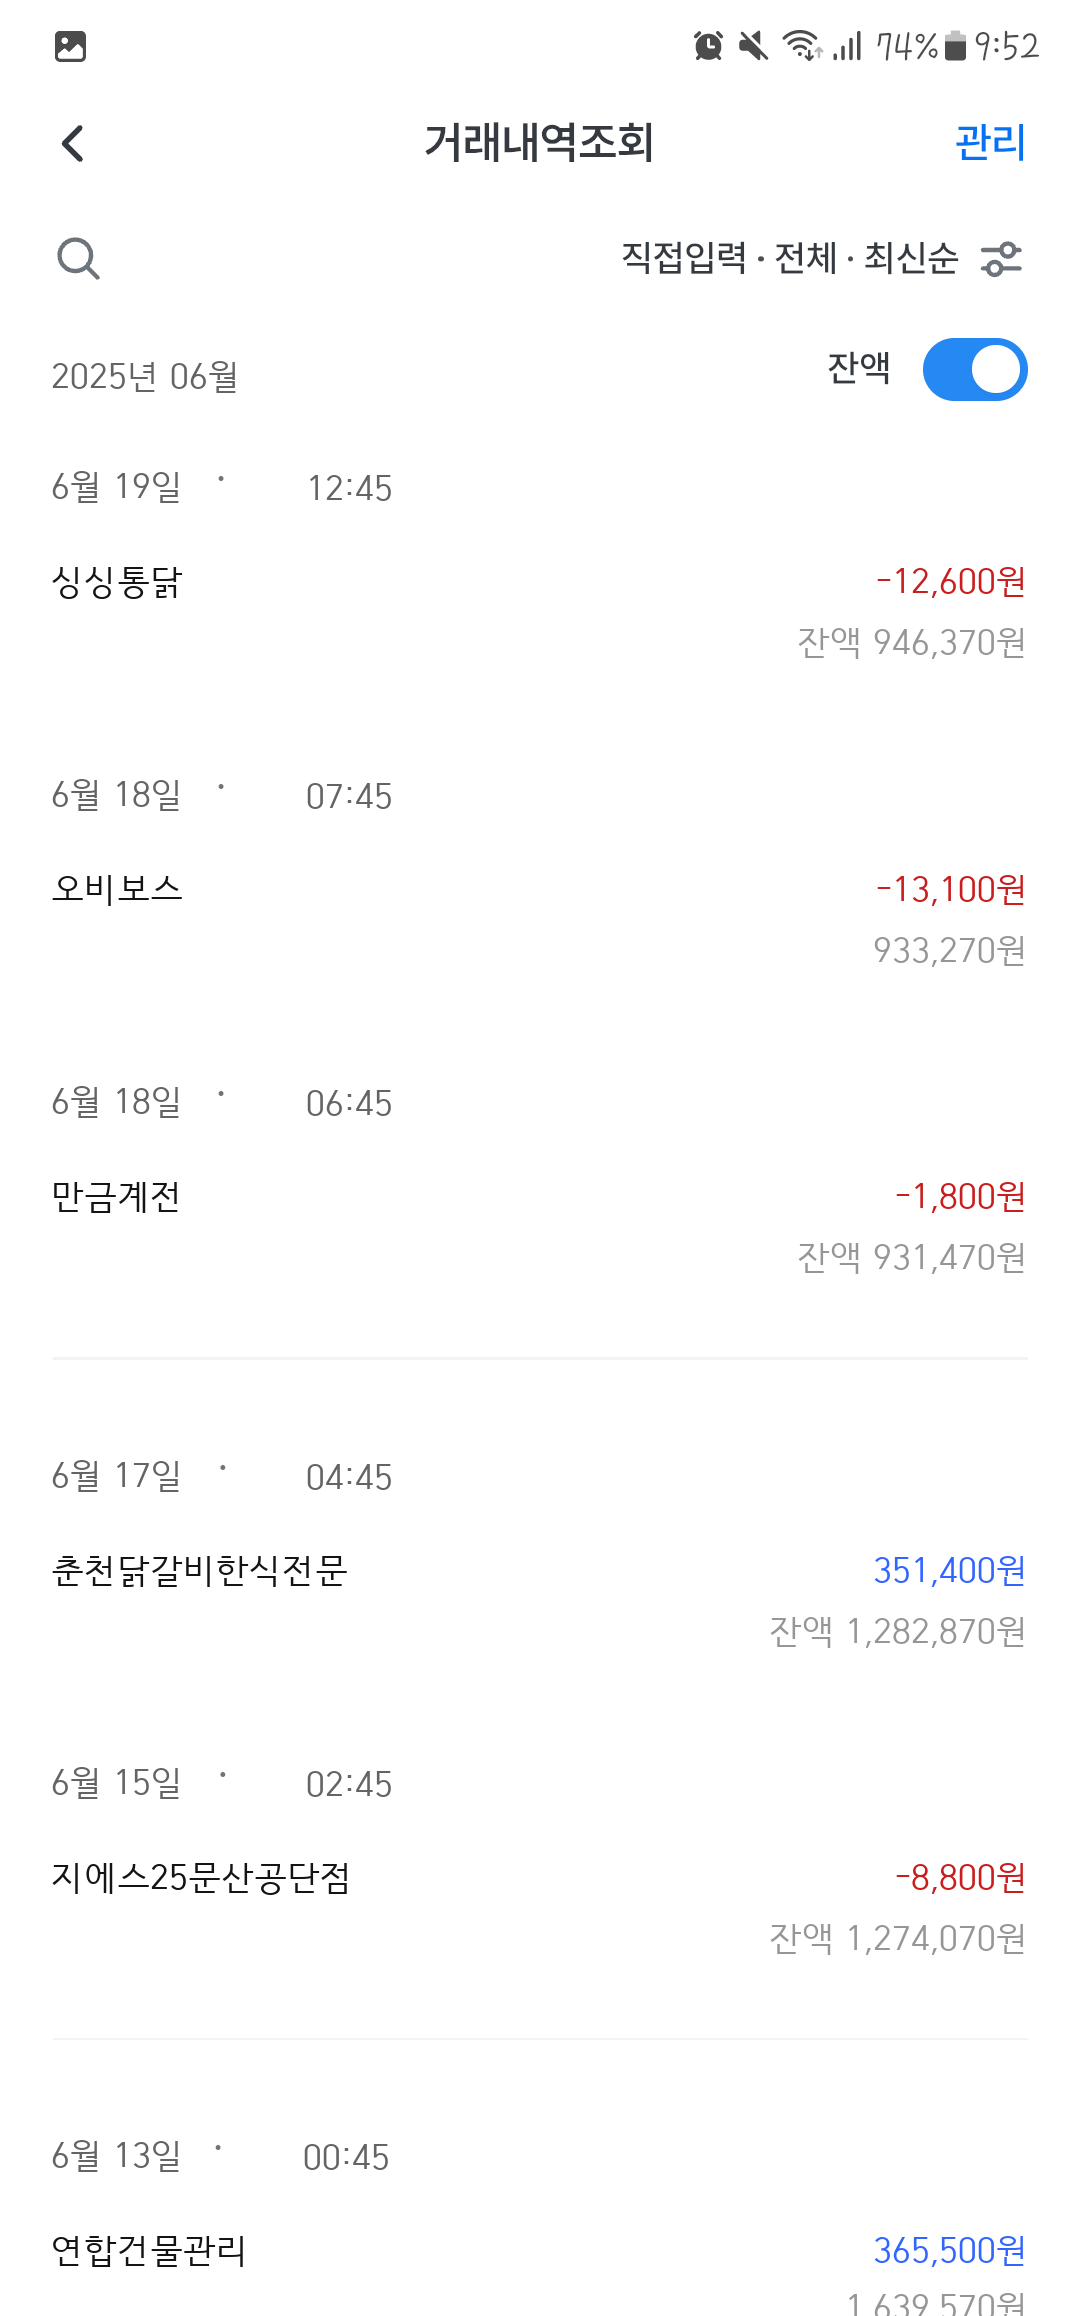 74% 9:52
거래내역조회 관리
직접입력 · 전체 · 최신순
2025년 06월 잔액
6월 19일 · 12:45
싱싱통닭 -12,600원
잔액 946,370원
6월 18일 · 07:45
오비보스 -13,100원
933,270원
6월 18일 · 06:45
만금계전 -1,800원
잔액 931,470원
6월 17일 · 04:45
춘천닭갈비한식전문 351,400원
잔액 1,282,870원
6월 15일 · 02:45
지에스25문산공단점 -8,800원
잔액 1,274,070원
6월 13일 · 00:45
연합건물관리 365,500원
1,639,570원